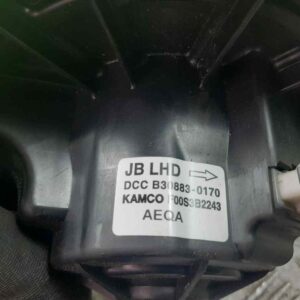 JB LHD ⇨
DCC B30883-0170
KAMCO F00S3B2243
AEQA